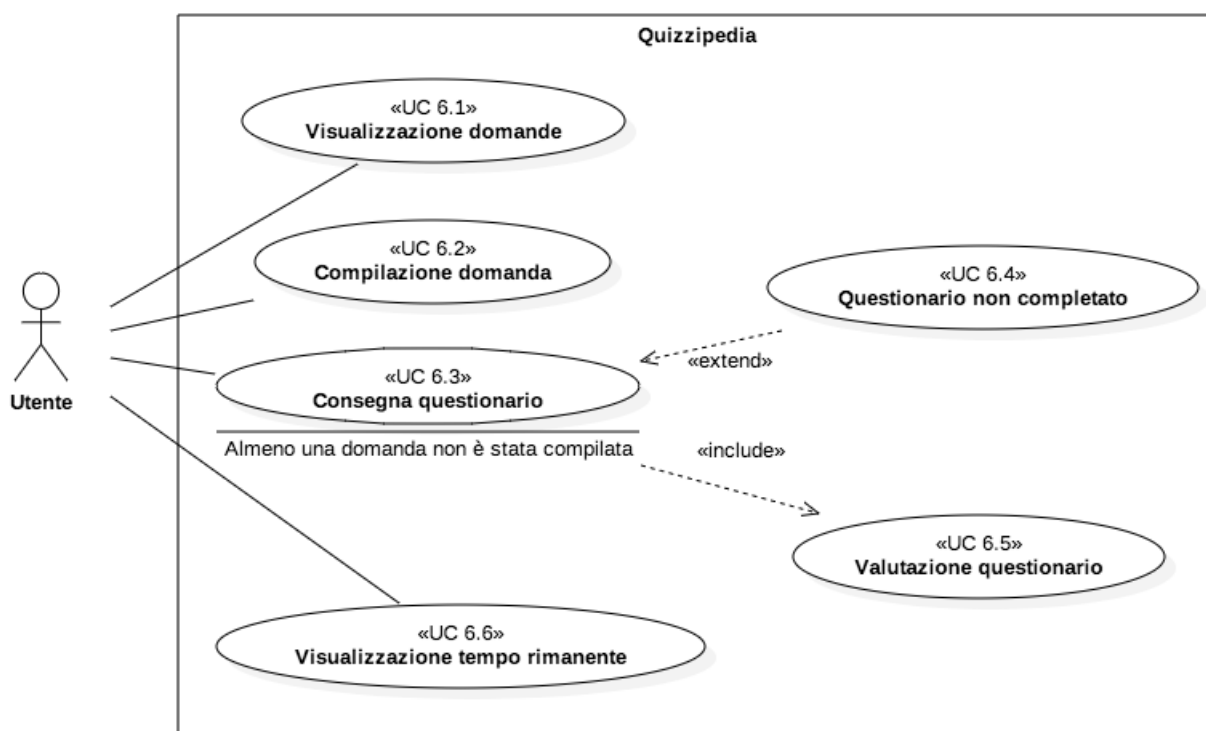 Quizzipedia
«UC 6.1»
Visualizzazione domande
«UC 6.2»
Compilazione domanda
«UC 6.4»
Questionario non completato
«extend»
«UC 6.3»
Consegna questionario
Almeno una domanda non è stata compilata
«include»
Utente
«UC 6.5»
Valutazione questionario
«UC 6.6»
Visualizzazione tempo rimanente